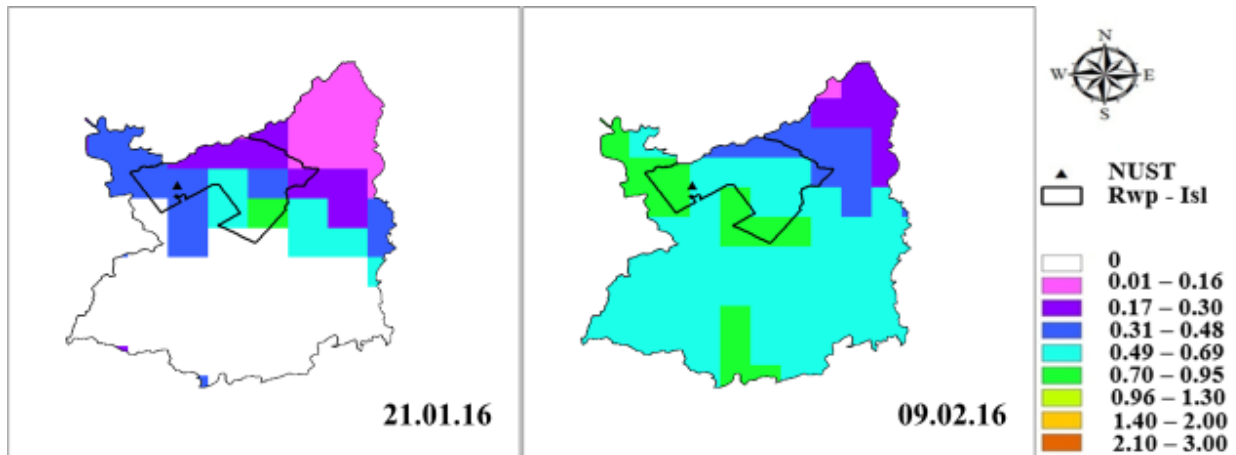 21.01.16
09.02.16
N
W E
S
NUST
Rwp - Isl
0
0.01 – 0.16
0.17 – 0.30
0.31 – 0.48
0.49 – 0.69
0.70 – 0.95
0.96 – 1.30
1.40 – 2.00
2.10 – 3.00